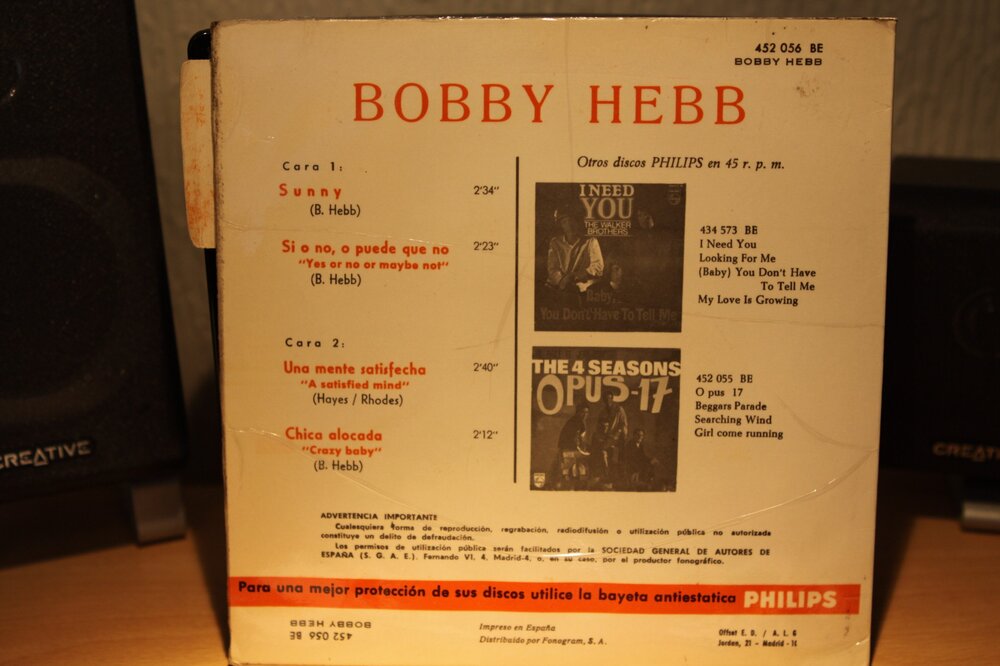 452 056 BE
BOBBY HEBB
BOBBY HEBB
Cara 1:
Sunny 2'34"
(B. Hebb)
Si o no, o puede que no 2'23"
"Yes or no or maybe not"
(B. Hebb)
Cara 2:
Una mente satisfecha 2'40"
"A satisfied mind"
(Hayes / Rhodes)
Chica alocada 2'12"
"Crazy baby"
(B. Hebb)
Otros discos PHILIPS en 45 r. p. m.
I NEED
YOU
THE WALKER
BROTHERS
Baby
You Don't Have To Tell Me
434 573 BE
I Need You
Looking For Me
(Baby) You Don't Have
To Tell Me
My Love Is Growing
THE 4 SEASONS
OPUS-17
452 055 BE
Opus 17
Beggars Parade
Searching Wind
Girl come running
ADVERTENCIA IMPORTANTE
Cualesquiera forma de reproducción, regrabación, radiodifusión o utilización pública no autorizada
constituye un delito de defraudación.
Los permisos de utilización pública serán facilitados por la SOCIEDAD GENERAL DE AUTORES DE
ESPAÑA (S. G. A. E.). Fernando VI, 4. Madrid-4, o, en su caso, por el productor fonográfico.
Para una mejor protección de sus discos utilice la bayeta antiestatica PHILIPS
452 056 BE
BOBBY HEBB
Impreso en España
Distribuido por Fonogram, S. A.
Offset E. D. / A. L. 6
Jordan, 21 - Madrid -
CREATIVE
CREAT